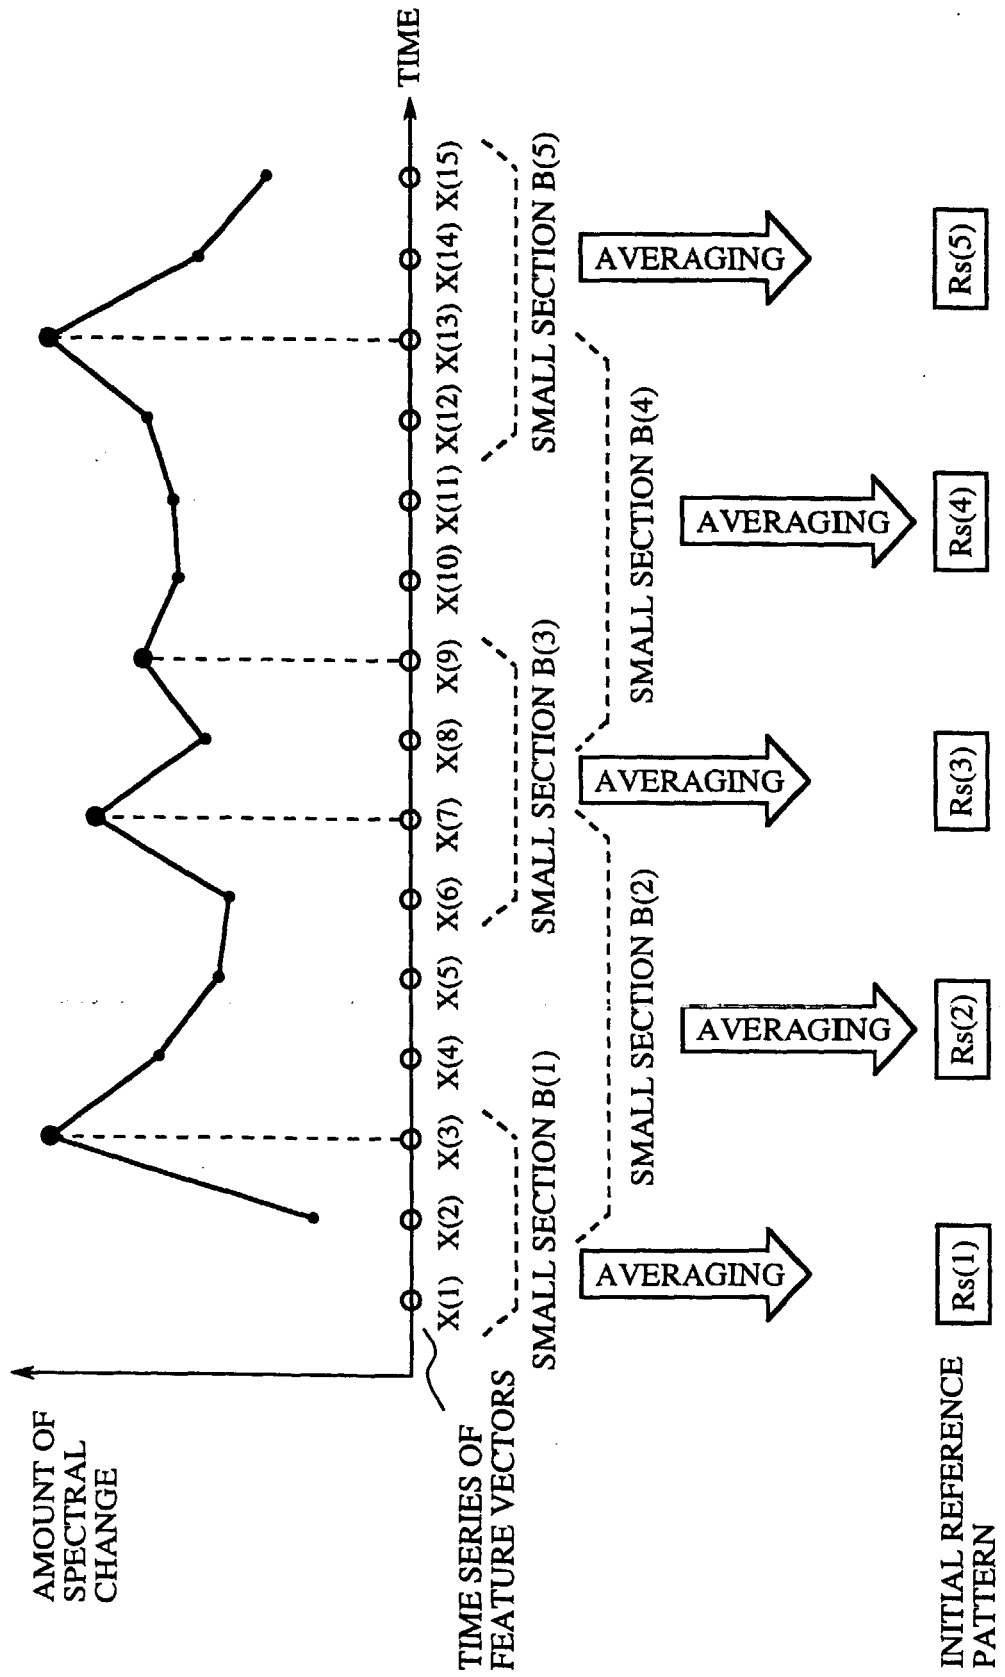 AMOUNT OF
SPECTRAL
CHANGE
TIME
TIME SERIES OF
FEATURE VECTORS
X(1) X(2) X(3) X(4) X(5) X(6) X(7) X(8) X(9) X(10) X(11) X(12) X(13) X(14) X(15)
SMALL SECTION B(1) SMALL SECTION B(3) SMALL SECTION B(5)
SMALL SECTION B(2) SMALL SECTION B(4)
AVERAGING AVERAGING AVERAGING AVERAGING AVERAGING
INITIAL REFERENCE
PATTERN
Rs(1) Rs(2) Rs(3) Rs(4) Rs(5)